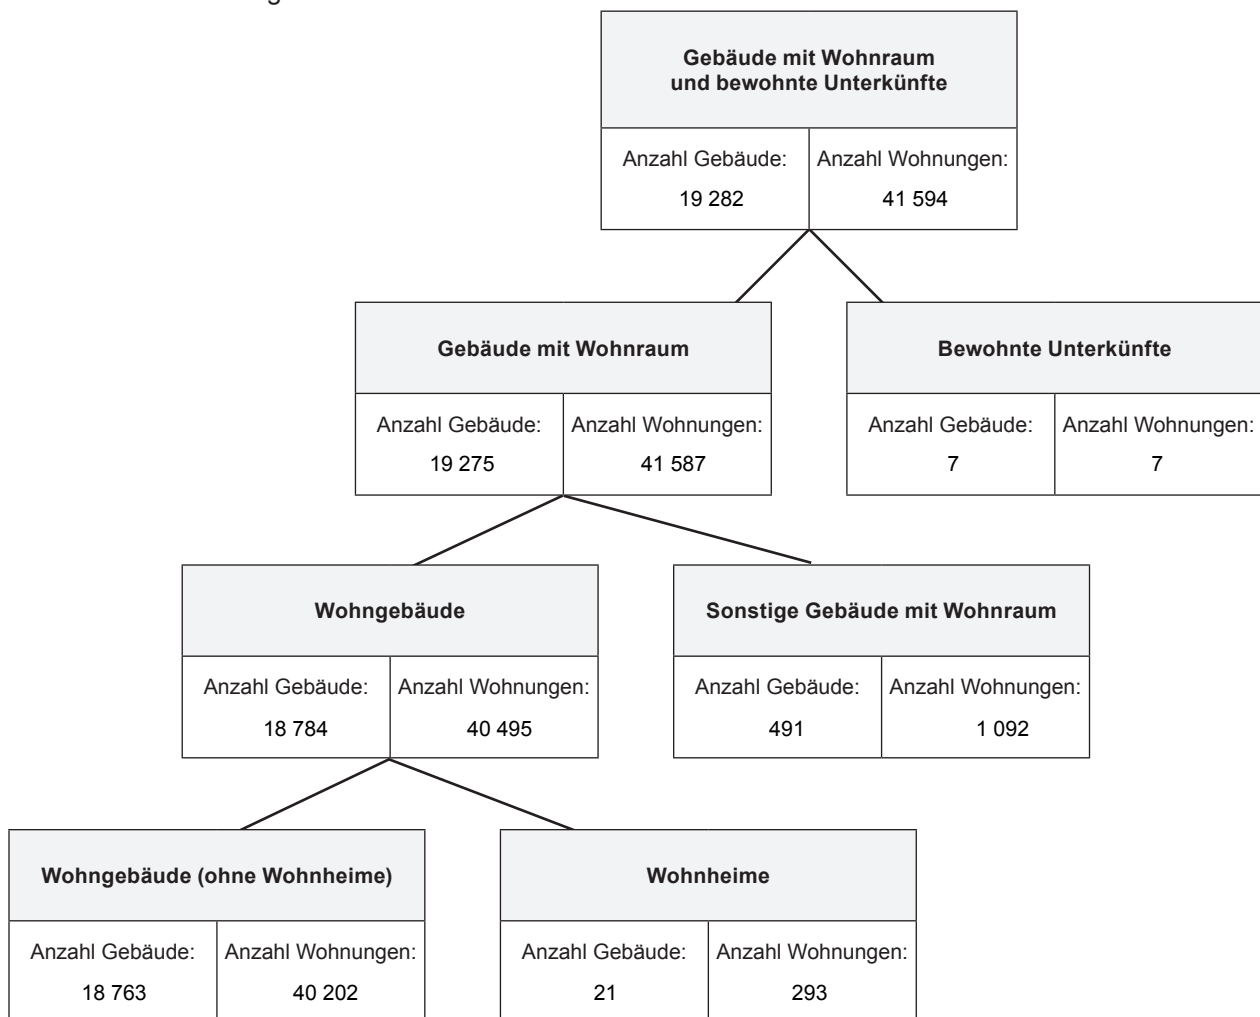 Gebäude mit Wohnraum
und bewohnte Unterkünfte
Anzahl Gebäude: Anzahl Wohnungen:
19 282 41 594
Gebäude mit Wohnraum
Anzahl Gebäude: Anzahl Wohnungen:
19 275 41 587
Bewohnte Unterkünfte
Anzahl Gebäude: Anzahl Wohnungen:
7 7
Wohngebäude
Anzahl Gebäude: Anzahl Wohnungen:
18 784 40 495
Sonstige Gebäude mit Wohnraum
Anzahl Gebäude: Anzahl Wohnungen:
491 1 092
Wohngebäude (ohne Wohnheime)
Anzahl Gebäude: Anzahl Wohnungen:
18 763 40 202
Wohnheime
Anzahl Gebäude: Anzahl Wohnungen:
21 293